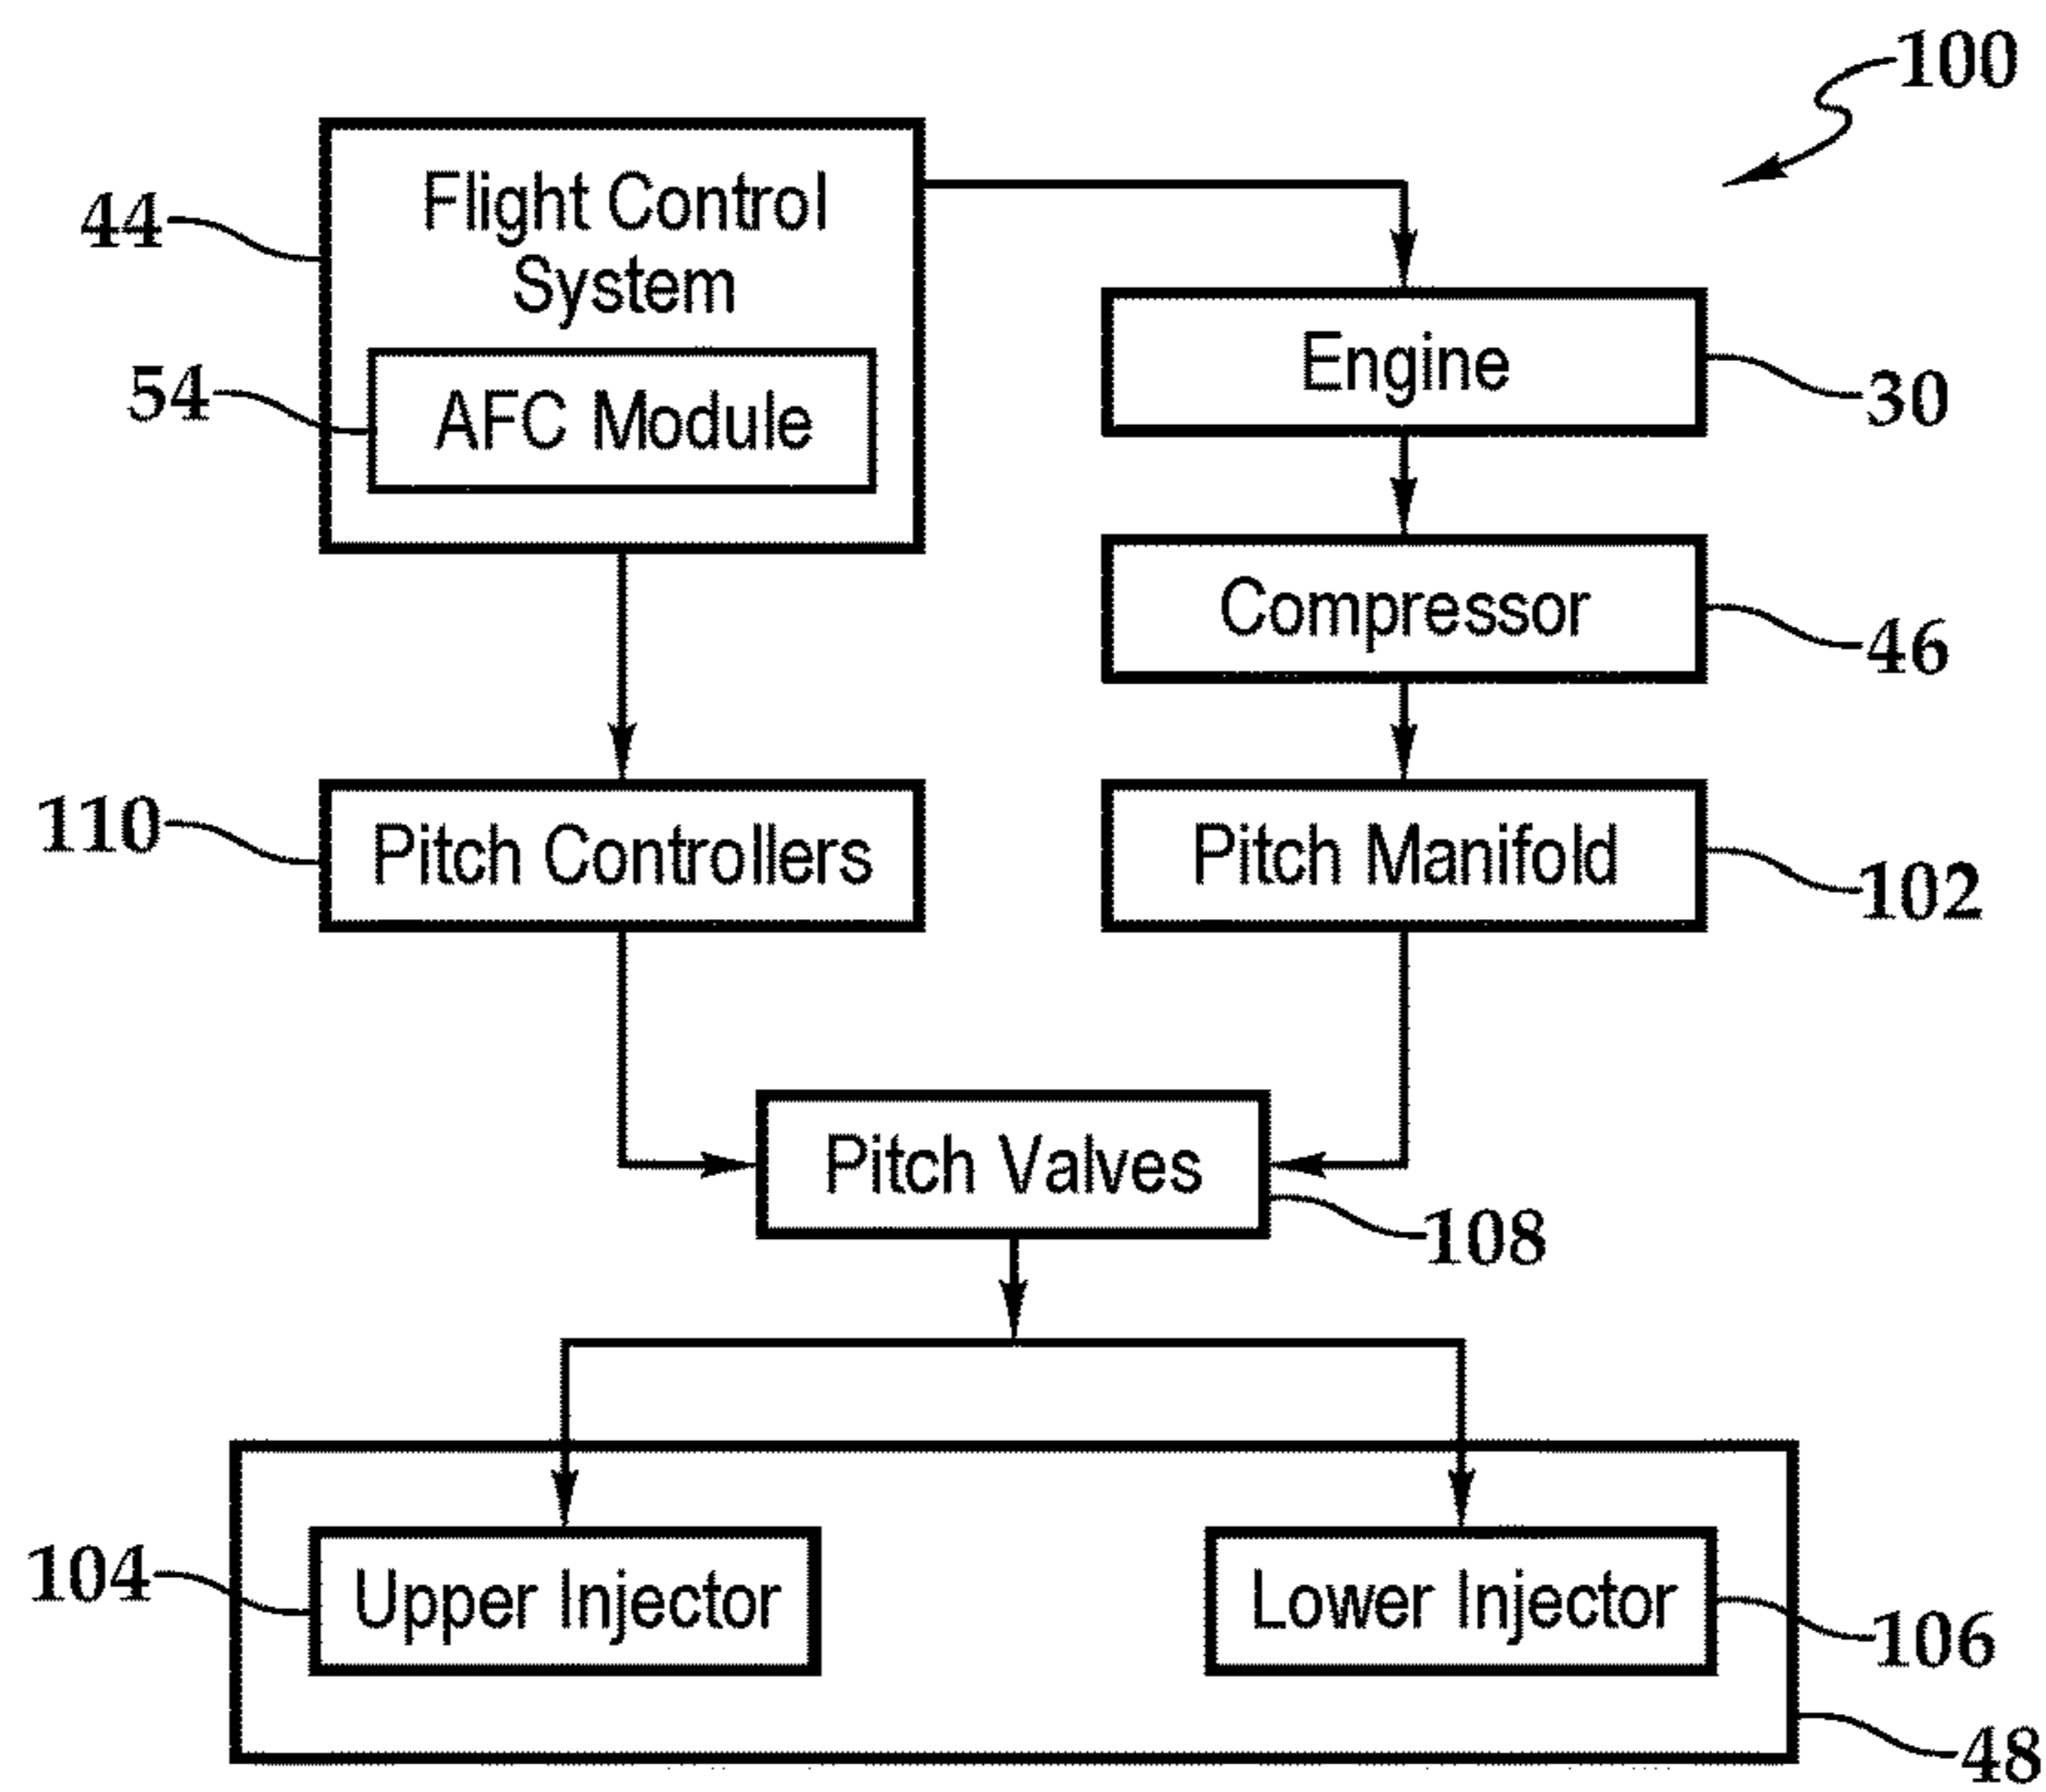 100
44
Flight Control
System
54
AFC Module
Engine
30
Compressor
46
110
Pitch Controllers
Pitch Manifold
102
Pitch Valves
108
104
Upper Injector
Lower Injector
106
48